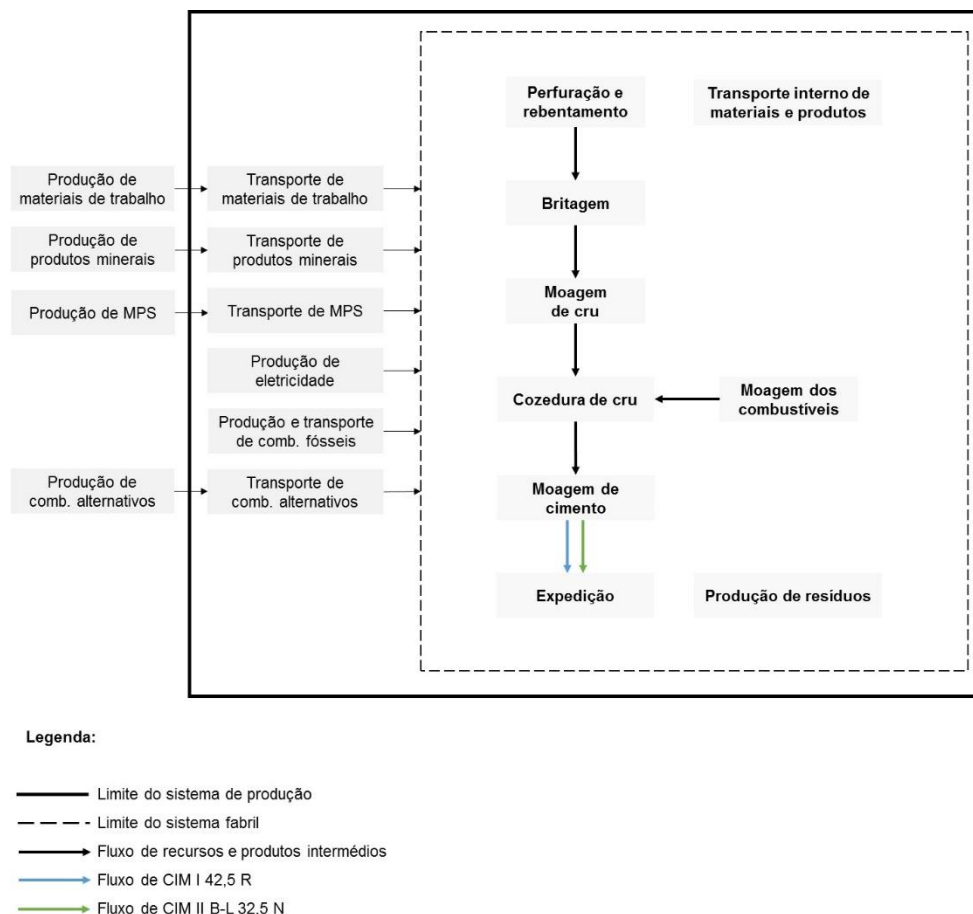 Perfuração e
rebentamento
Transporte interno de
materiais e produtos
Produção de
materiais de trabalho
Transporte de
materiais de trabalho
Britagem
Produção de
produtos minerais
Transporte de
produtos minerais
Produção de MPS
Transporte de MPS
Moagem
de cru
Produção de
eletricidade
Cozedura de cru
Moagem dos
combustíveis
Produção e transporte
de comb. fósseis
Produção de
comb. alternativos
Transporte de
comb. alternativos
Moagem de
cimento
Expedição
Produção de resíduos
Legenda:
Limite do sistema de produção
Limite do sistema fabril
Fluxo de recursos e produtos intermédios
Fluxo de CIM I 42,5 R
Fluxo de CIM II B-L 32,5 N